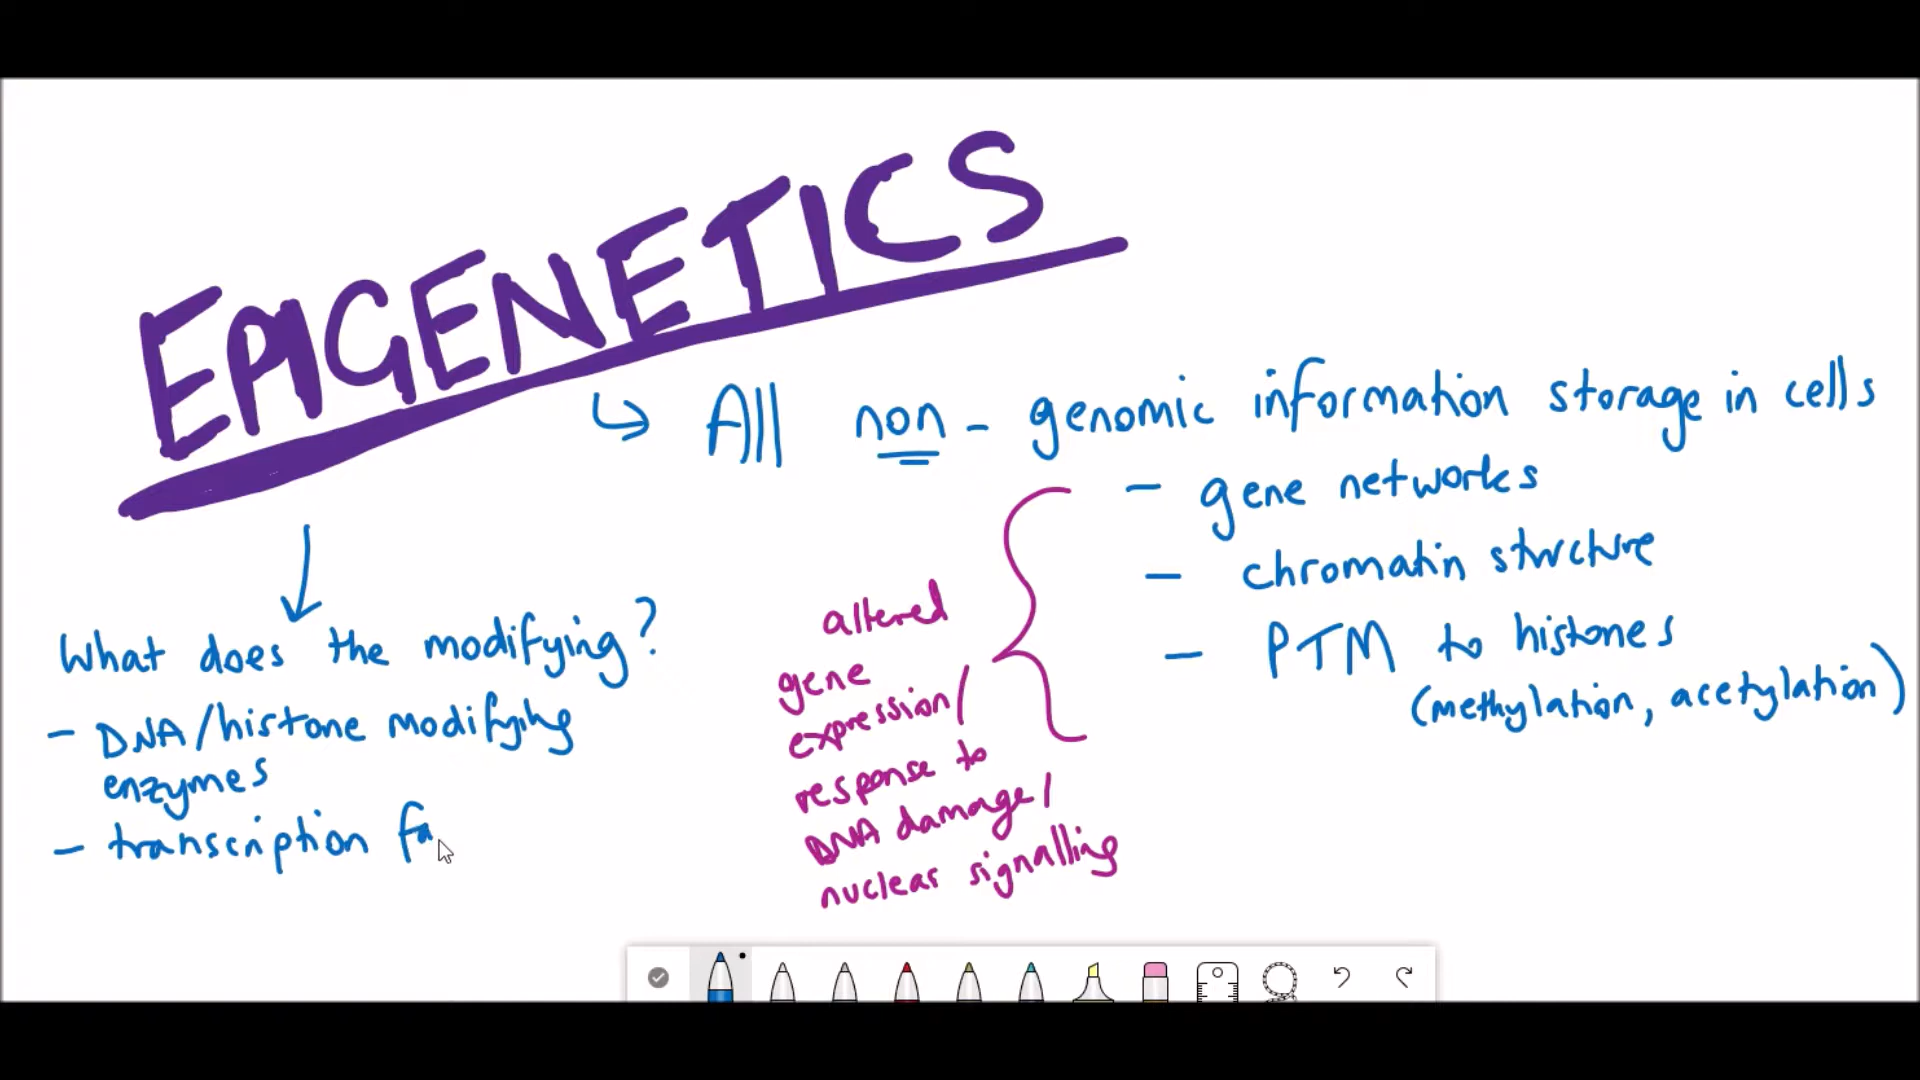 EPIGENETICS
↳ All non - genomic information storage in cells
- gene networks
- chromatin structure
- PTM to histones
(methylation, acetylation)
altered
gene
expression/
response to
DNA damage/
nuclear signalling
What does the modifying?
- DNA/histone modifying
enzymes
- transcription fa